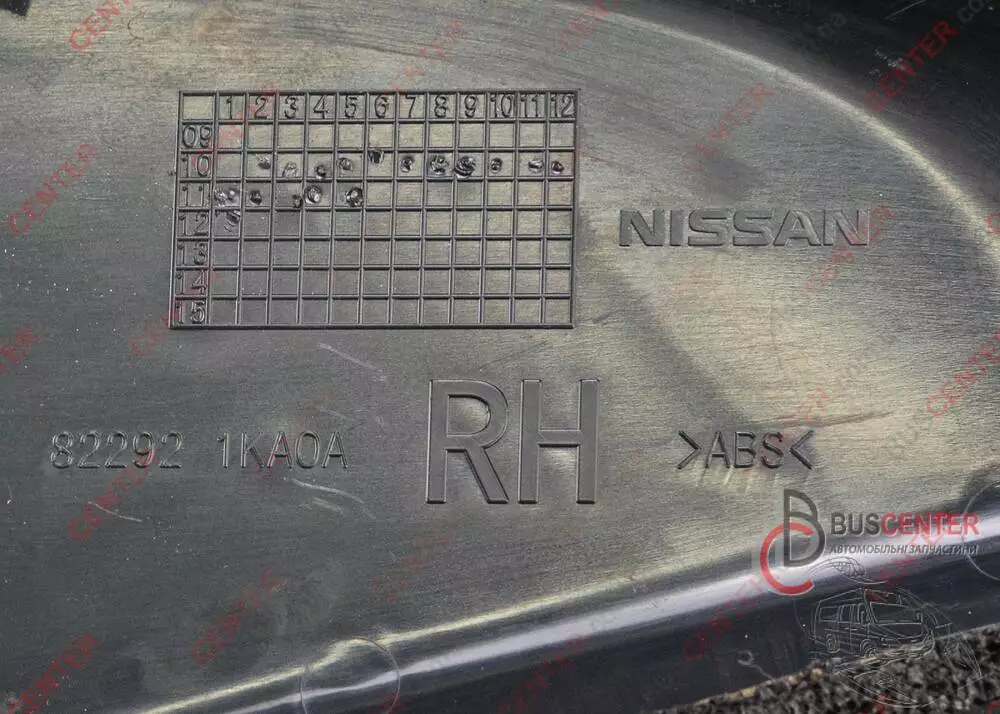 1 2 3 4 5 6 7 8 9 10 11 12
09
10
11
12
13
14
15
NISSAN
82292 1KA0A
RH
>ABS<
BUSCENTER
АВТОМОБІЛЬНІ ЗАПЧАСТИНИ